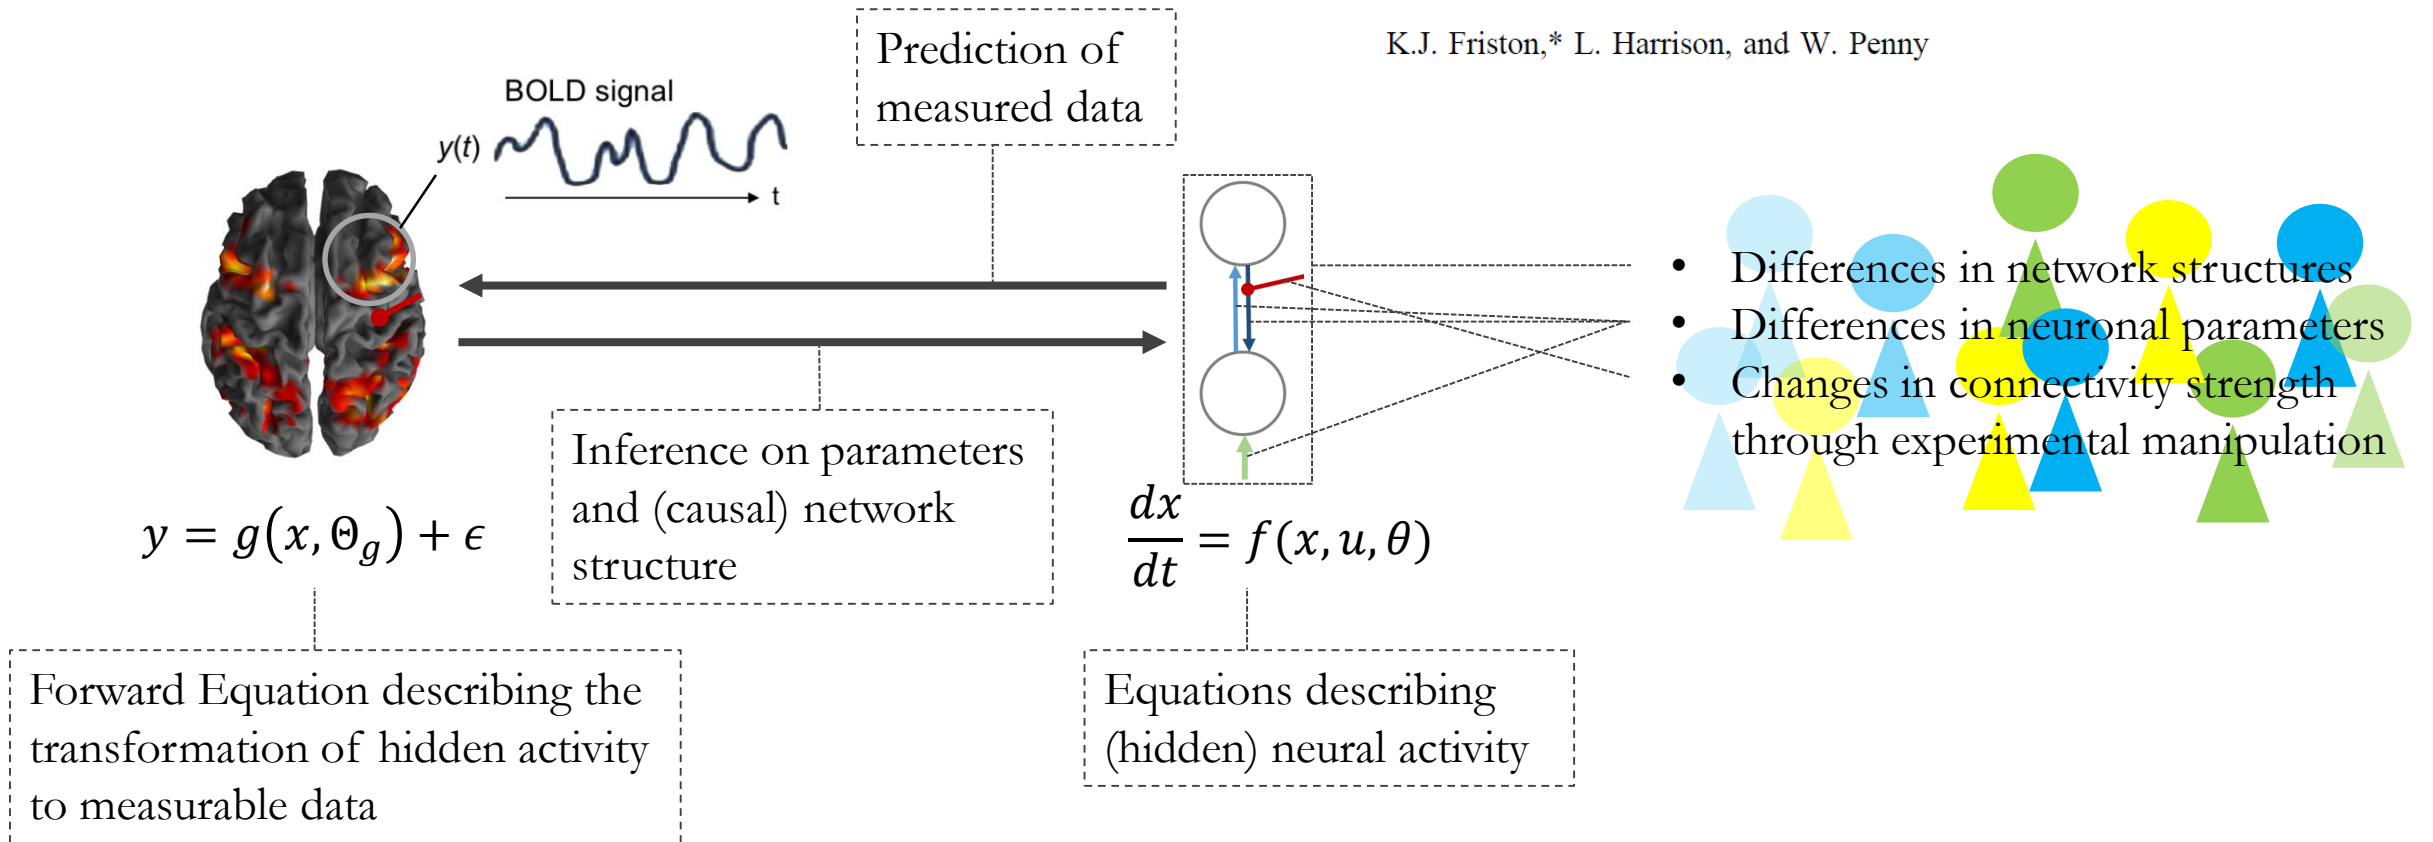 K.J. Friston,* L. Harrison, and W. Penny
Prediction of
measured data
BOLD signal
y(t)
t
• Differences in network structures
• Differences in neuronal parameters
• Changes in connectivity strength
through experimental manipulation
Inference on parameters
and (causal) network
structure
y = g(x, Θ_g) + ϵ
dx/dt = f(x, u, θ)
Forward Equation describing the
transformation of hidden activity
to measurable data
Equations describing
(hidden) neural activity